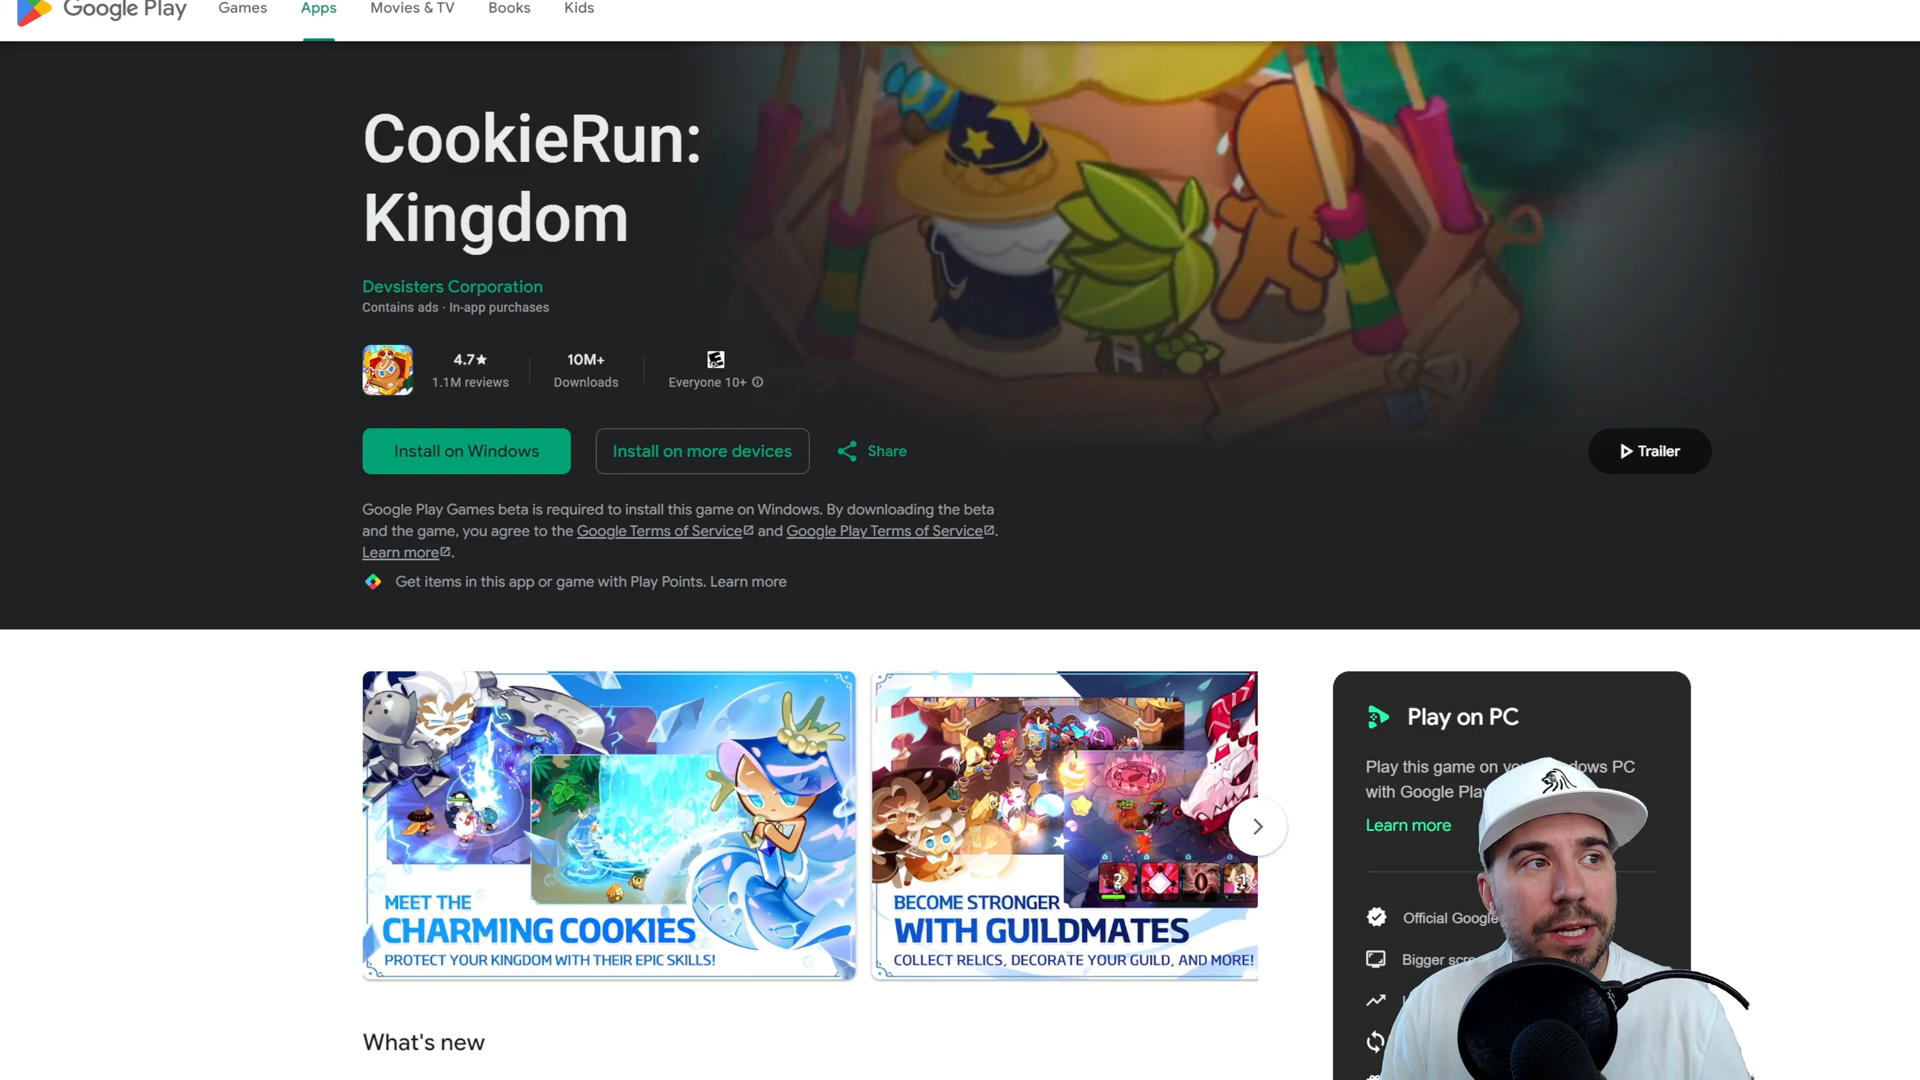 Google Play
Games
Apps
Movies & TV
Books
Kids
CookieRun:
Kingdom
Devsisters Corporation
Contains ads · In-app purchases
4.7★
1.1M reviews
10M+
Downloads
Everyone 10+
Install on Windows
Install on more devices
Share
Trailer
Google Play Games beta is required to install this game on Windows. By downloading the beta
and the game, you agree to the Google Terms of Service and Google Play Terms of Service.
Learn more.
Get items in this app or game with Play Points. Learn more
MEET THE
CHARMING COOKIES
PROTECT YOUR KINGDOM WITH THEIR EPIC SKILLS!
BECOME STRONGER
WITH GUILDMATES
COLLECT RELICS, DECORATE YOUR GUILD, AND MORE!
Play on PC
Play this game on dows PC
with Google Play
Learn more
Official Google
Bigger
What's new